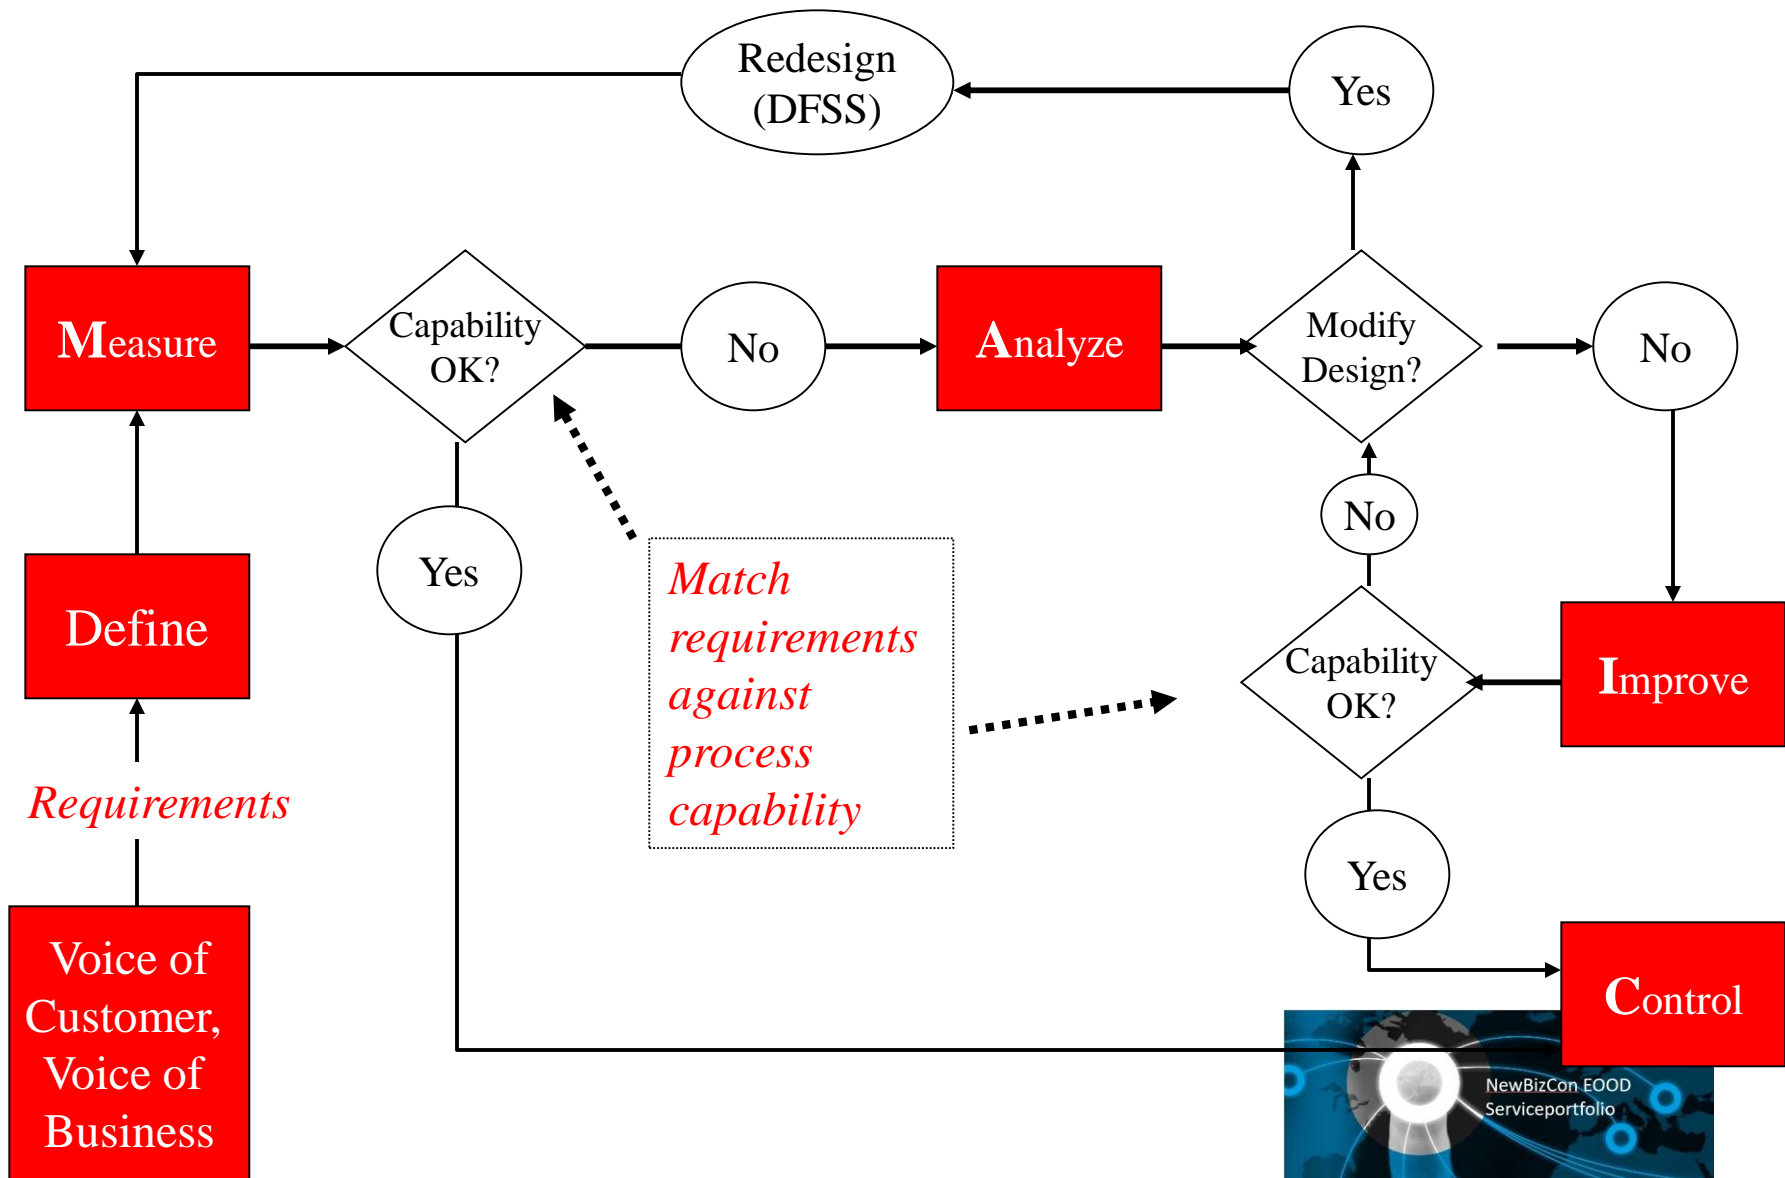 Redesign
(DFSS)
Yes
Measure
Capability
OK?
No
Analyze
Modify
Design?
No
Yes
No
Define
Match
requirements
against
process
capability
Capability
OK?
Improve
Requirements
Yes
Voice of
Customer,
Voice of
Business
Control
NewBizCon EOOD
Serviceportfolio